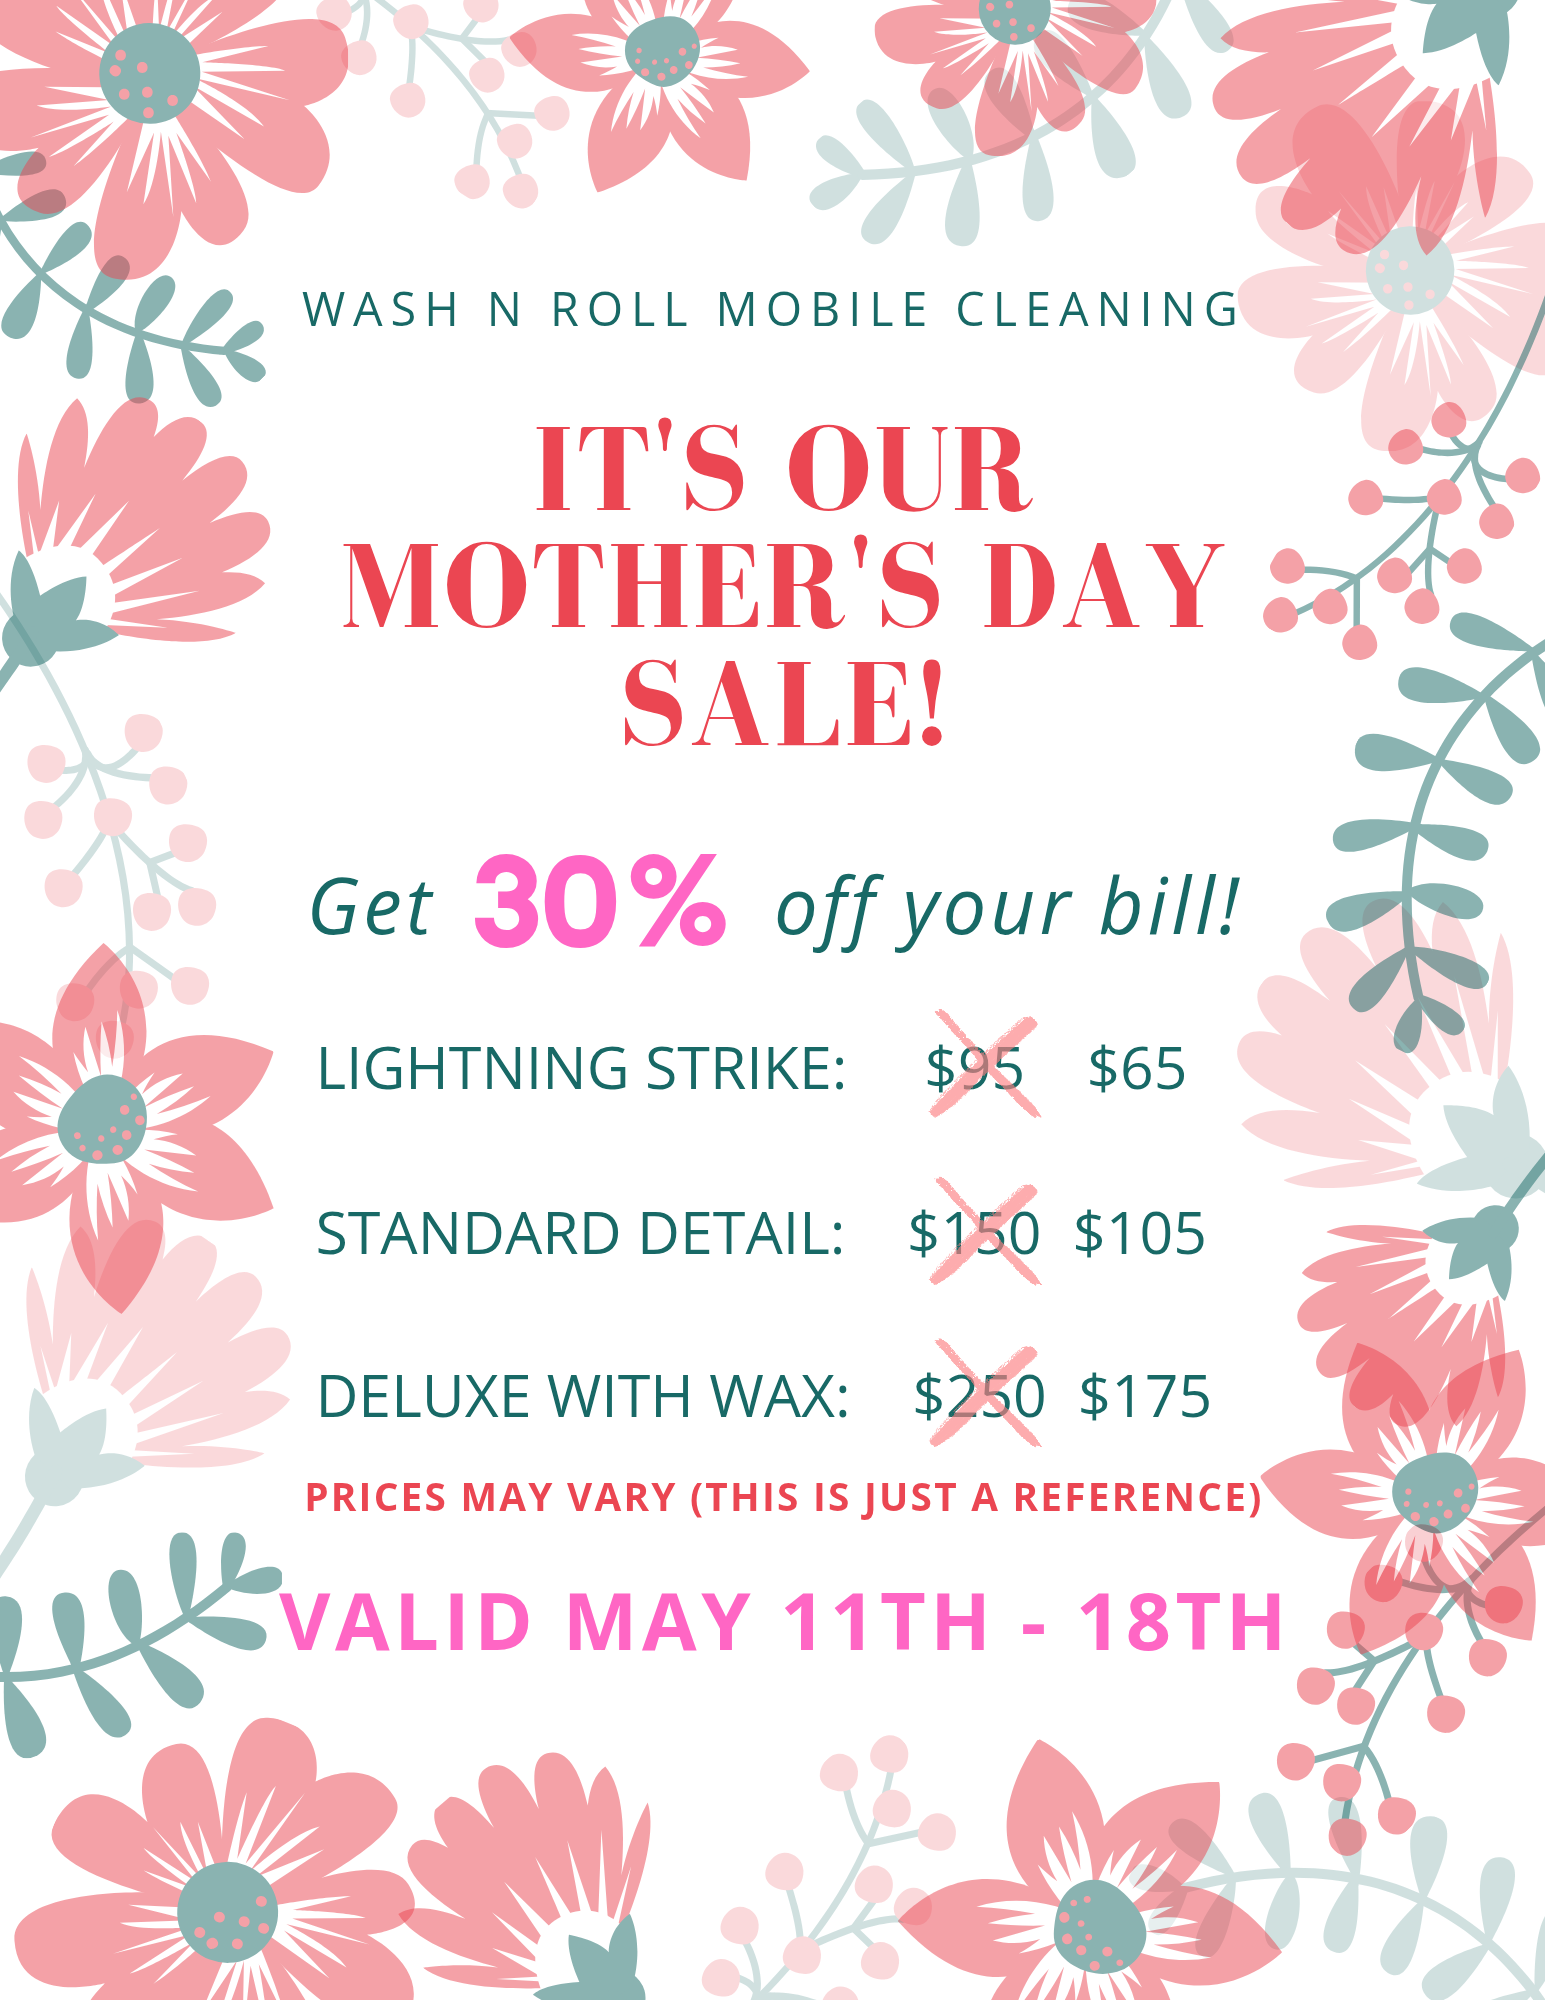 WASH N ROLL MOBILE CLEANING
IT'S OUR
MOTHER'S DAY
SALE!
Get 30% off your bill!
LIGHTNING STRIKE: $95 $65
STANDARD DETAIL: $150 $105
DELUXE WITH WAX: $250 $175
PRICES MAY VARY (THIS IS JUST A REFERENCE)
VALID MAY 11TH - 18TH